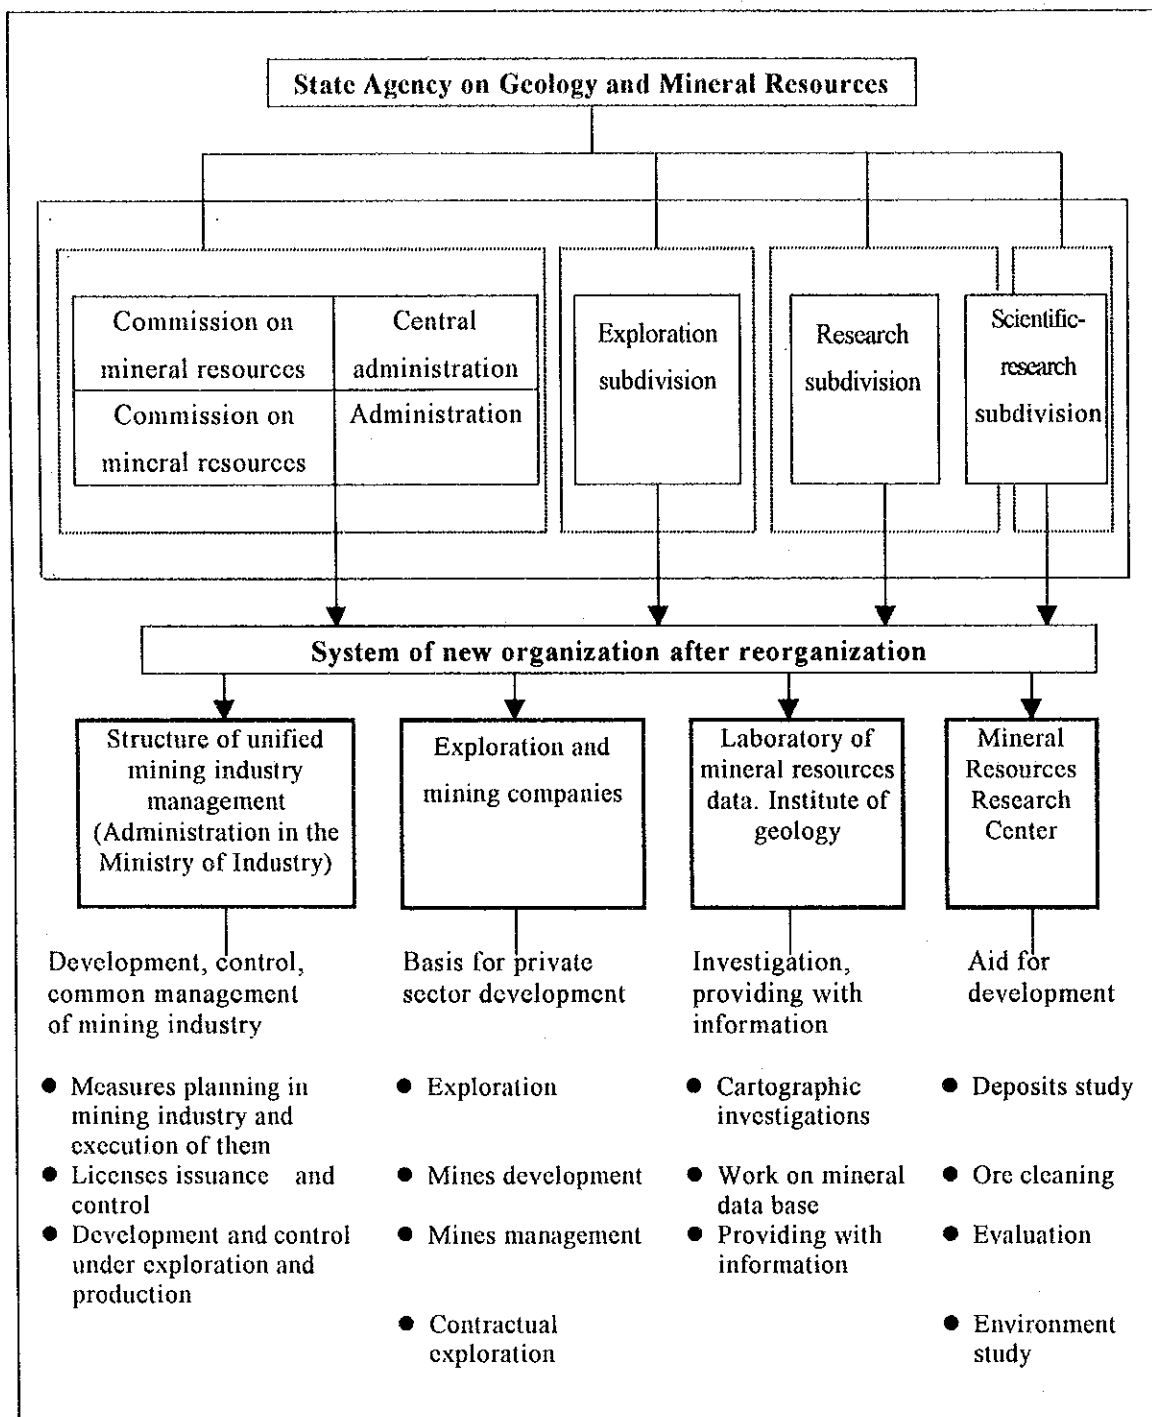 State Agency on Geology and Mineral Resources
Commission on
mineral resources
Central
administration
Commission on
mineral resources
Administration
Exploration
subdivision
Research
subdivision
Scientific-
research
subdivision
System of new organization after reorganization
Structure of unified
mining industry
management
(Administration in the
Ministry of Industry)
Exploration and
mining companies
Laboratory of
mineral resources
data. Institute of
geology
Mineral
Resources
Research
Center
Development, control,
common management
of mining industry
● Measures planning in
mining industry and
execution of them
● Licenses issuance and
control
● Development and control
under exploration and
production
Basis for private
sector development
● Exploration
● Mines development
● Mines management
● Contractual
exploration
Investigation,
providing with
information
● Cartographic
investigations
● Work on mineral
data base
● Providing with
information
Aid for
development
● Deposits study
● Ore cleaning
● Evaluation
● Environment
study